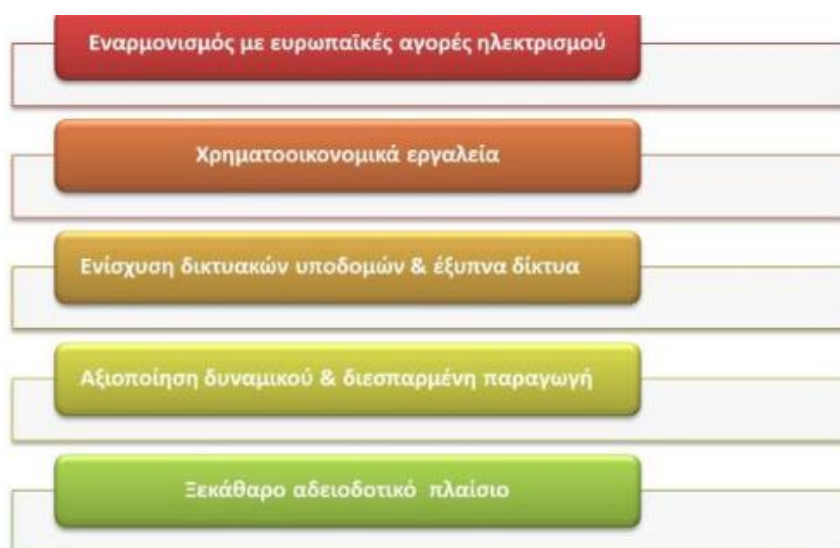 Εναρμονισμός με ευρωπαϊκές αγορές ηλεκτρισμού
Χρηματοοικονομικά εργαλεία
Ενίσχυση δικτυακών υποδομών & έξυπνα δίκτυα
Αξιοποίηση δυναμικού & διεσπαρμένη παραγωγή
Ξεκάθαρο αδειοδοτικό πλαίσιο